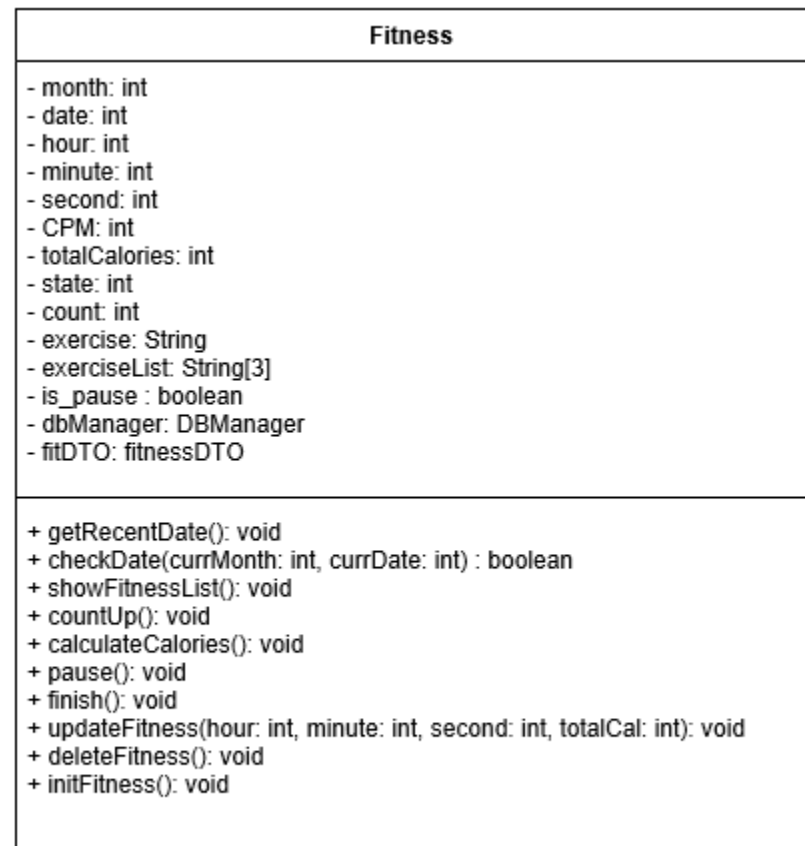 Fitness
- month: int
- date: int
- hour: int
- minute: int
- second: int
- CPM: int
- totalCalories: int
- state: int
- count: int
- exercise: String
- exerciseList: String[3]
- is_pause : boolean
- dbManager: DBManager
- fitDTO: fitnessDTO
+ getRecentDate(): void
+ checkDate(currMonth: int, currDate: int) : boolean
+ showFitnessList(): void
+ countUp(): void
+ calculateCalories(): void
+ pause(): void
+ finish(): void
+ updateFitness(hour: int, minute: int, second: int, totalCal: int): void
+ deleteFitness(): void
+ initFitness(): void